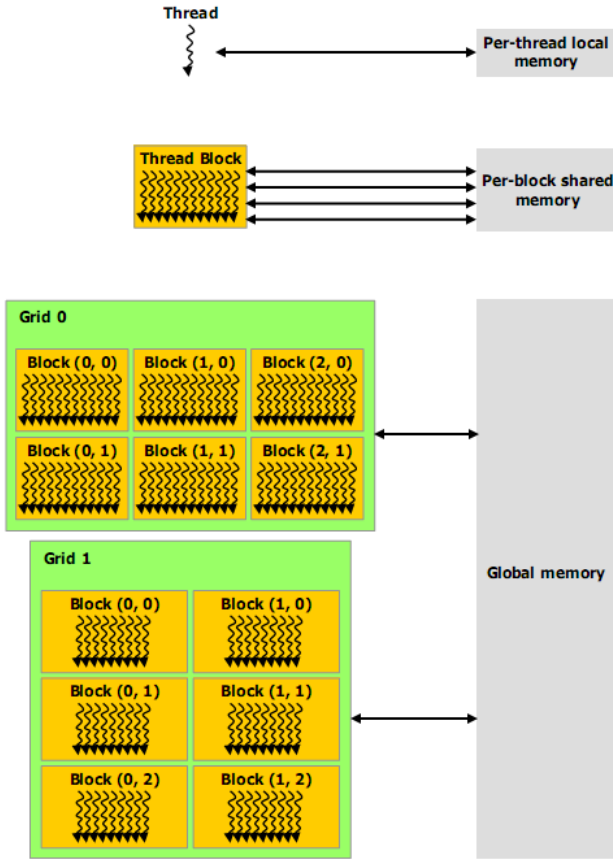 Thread
Per-thread local
memory
Thread Block
Per-block shared
memory
Grid 0
Block (0, 0) Block (1, 0) Block (2, 0)
Block (0, 1) Block (1, 1) Block (2, 1)
Grid 1
Block (0, 0) Block (1, 0)
Block (0, 1) Block (1, 1)
Block (0, 2) Block (1, 2)
Global memory